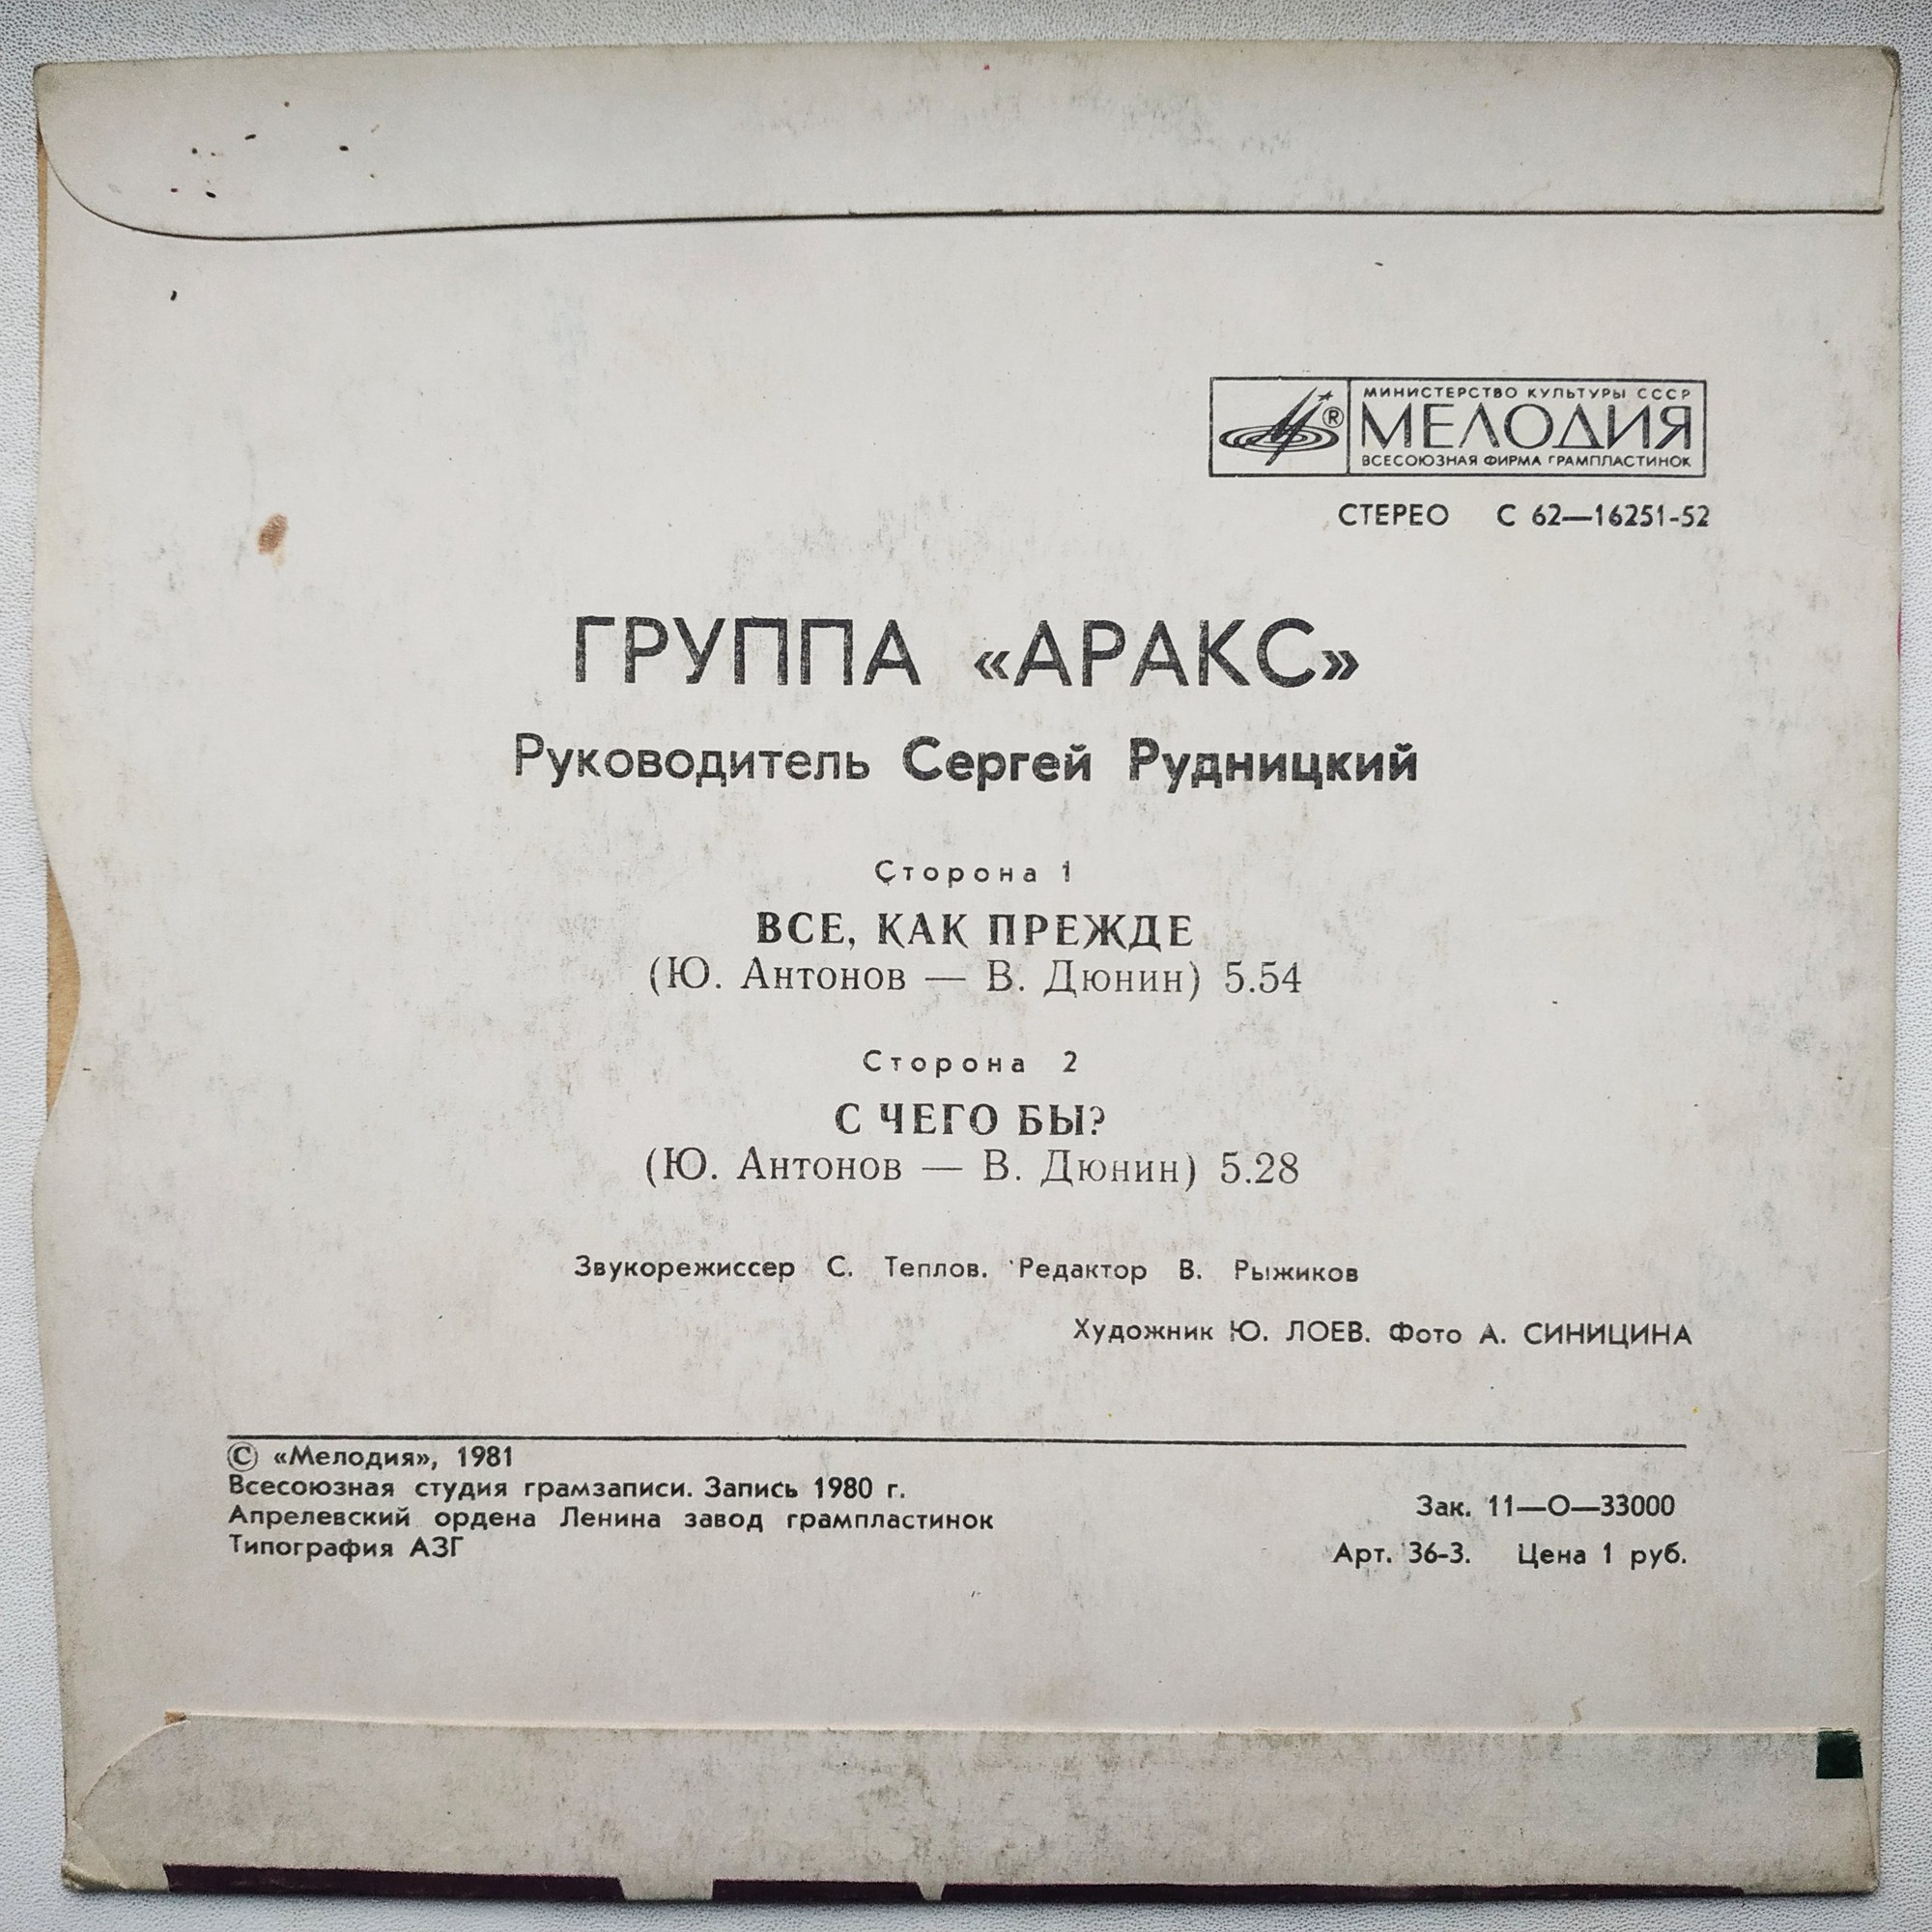 МИНИСТЕРСТВО КУЛЬТУРЫ СССР
®
МЕЛОДИЯ
ВСЕСОЮЗНАЯ ФИРМА ГРАМПЛАСТИНОК
СТЕРЕО С 62—16251-52
ГРУППА «АРАКС»
Руководитель Сергей Рудницкий
Сторона 1
ВСЕ, КАК ПРЕЖДЕ
(Ю. Антонов — В. Дюнин) 5.54
Сторона 2
С ЧЕГО БЫ?
(Ю. Антонов — В. Дюнин) 5.28
Звукорежиссер С. Теплов. Редактор В. Рыжиков
Художник Ю. ЛОЕВ. Фото А. СИНИЦИНА
© «Мелодия», 1981
Всесоюзная студия грамзаписи. Запись 1980 г.
Апрелевский ордена Ленина завод грампластинок
Типография АЗГ
Зак. 11—О—33000
Арт. 36-3. Цена 1 руб.